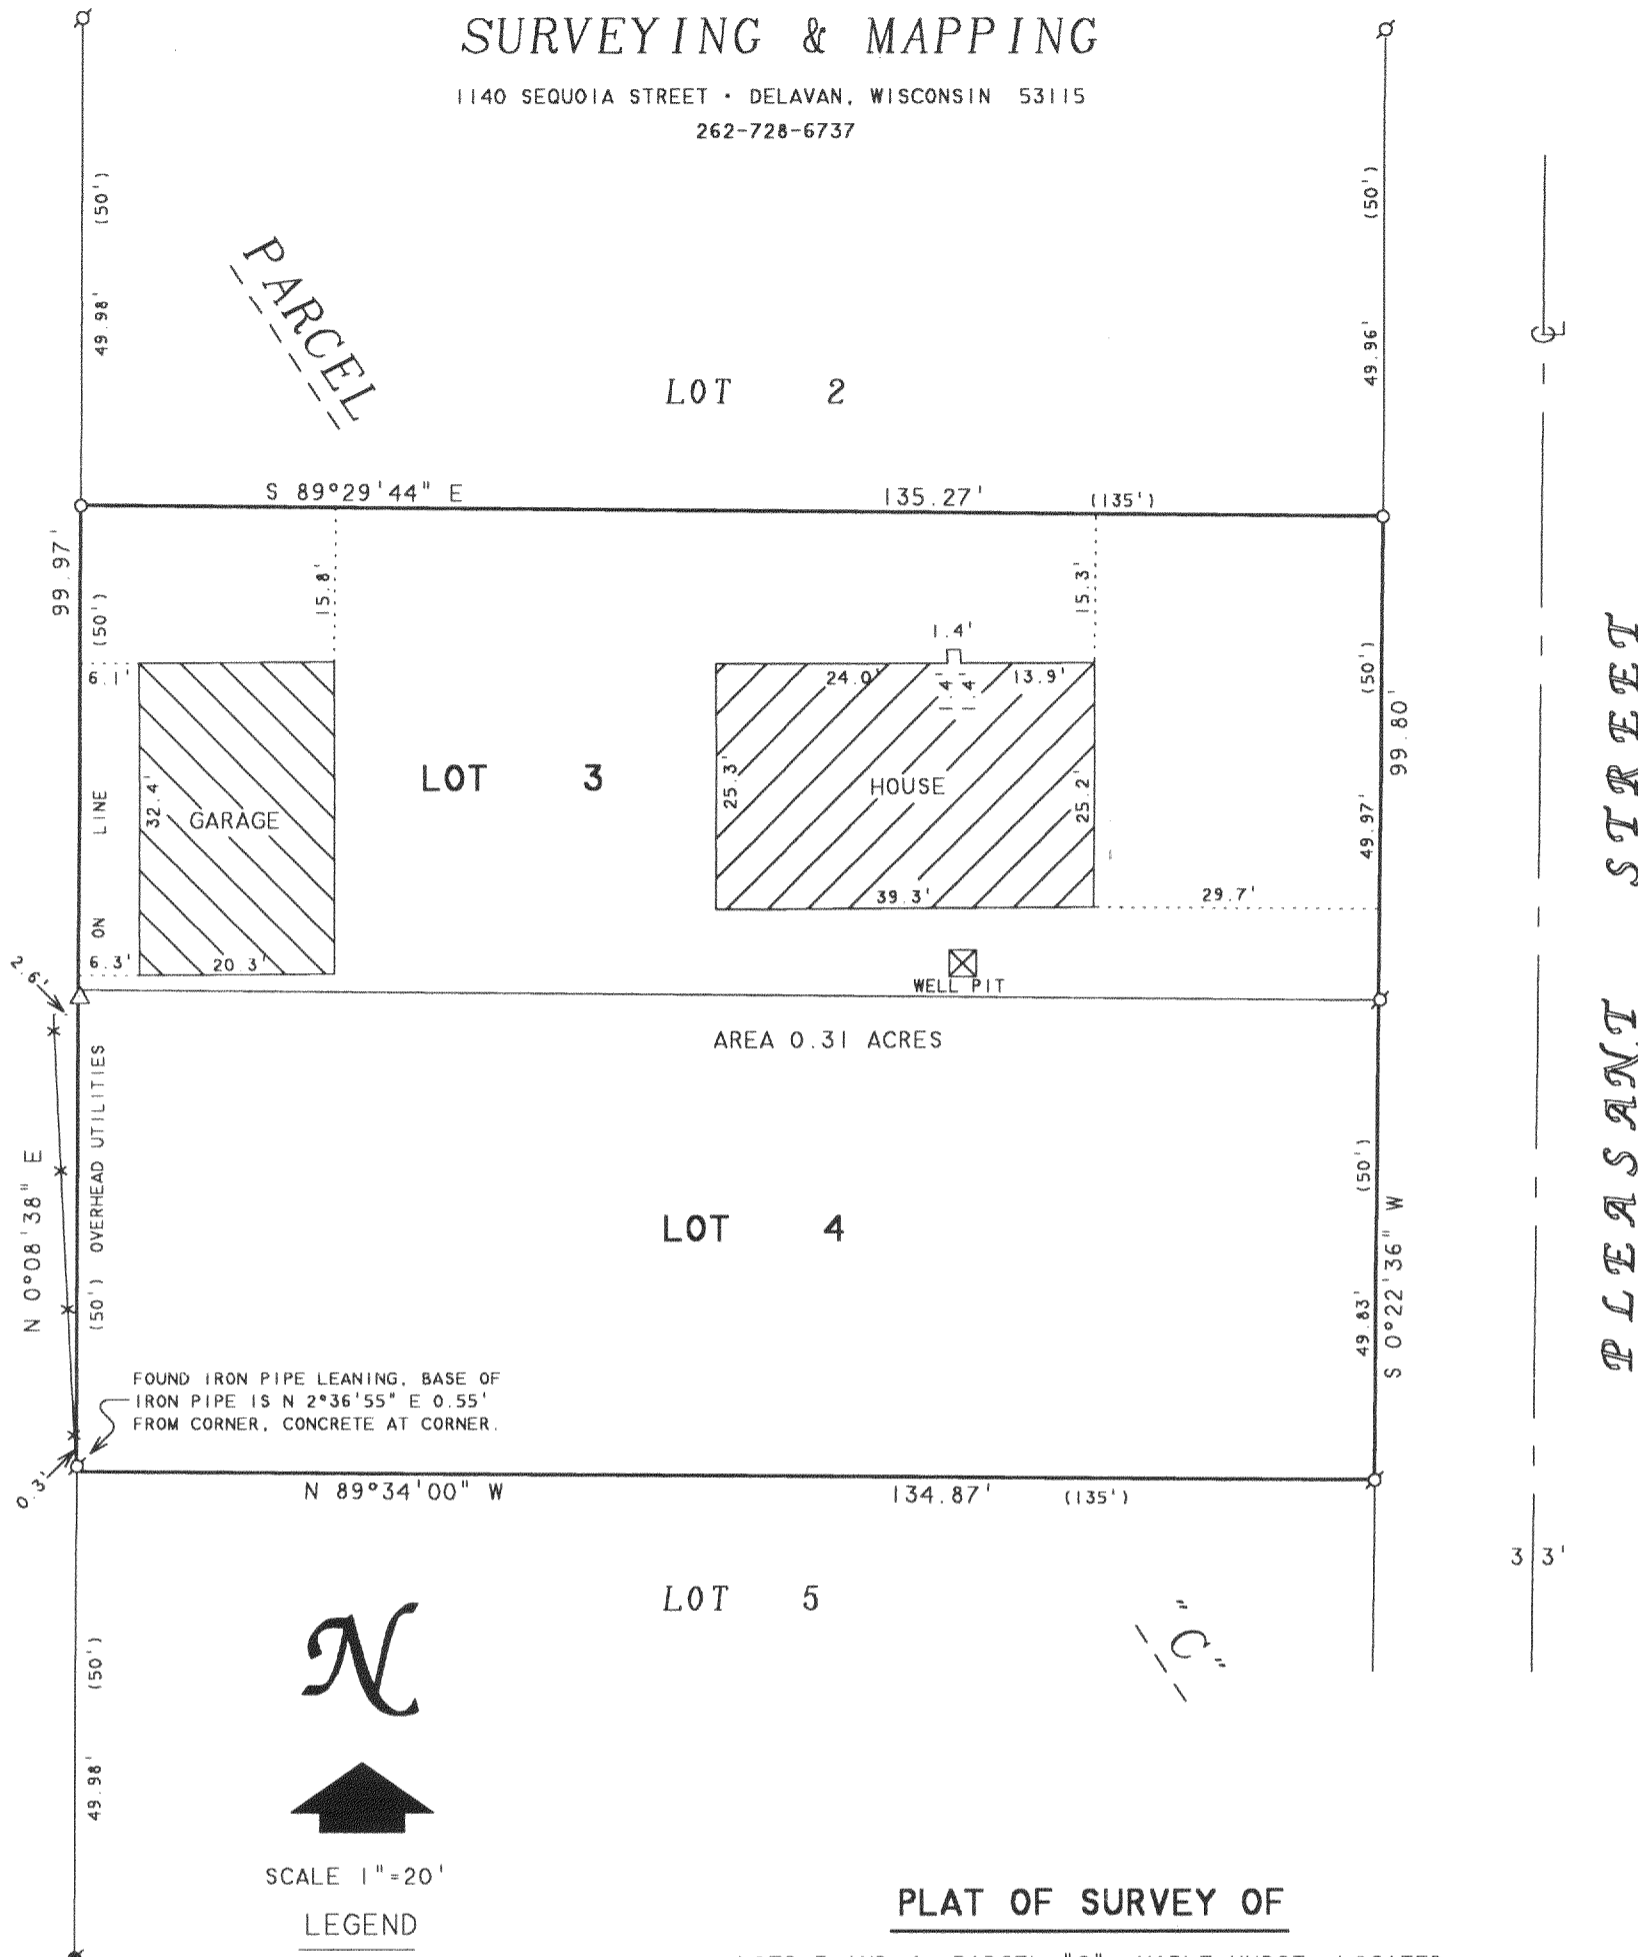 SURVEYING & MAPPING
1140 SEQUOIA STREET • DELAVAN, WISCONSIN 53115
262-728-6737
(50')
49.98'
PARCEL
LOT 2
(50')
49.96'
℄
S 89°29'44" E
135.27'
(135')
99.97'
(50')
15.8'
15.3'
1.4'
6.1'
24.0'
1.4'
1.4'
13.9'
(50')
99.80'
LOT 3
32.4'
GARAGE
25.3'
HOUSE
25.2'
49.97'
LINE
ON
39.3'
29.7'
6.3'
20.3'
2.6'
WELL PIT
AREA 0.31 ACRES
PLEASANT STREET
N 0°08'38" E
(50') OVERHEAD UTILITIES
LOT 4
(50')
49.83'
S 0°22'36" W
FOUND IRON PIPE LEANING, BASE OF
IRON PIPE IS N 2°36'55" E 0.55'
FROM CORNER, CONCRETE AT CORNER.
0.3'
N 89°34'00" W
134.87'
(135')
33'
LOT 5
"C"
(50')
49.98'
N
SCALE 1"=20'
LEGEND
PLAT OF SURVEY OF